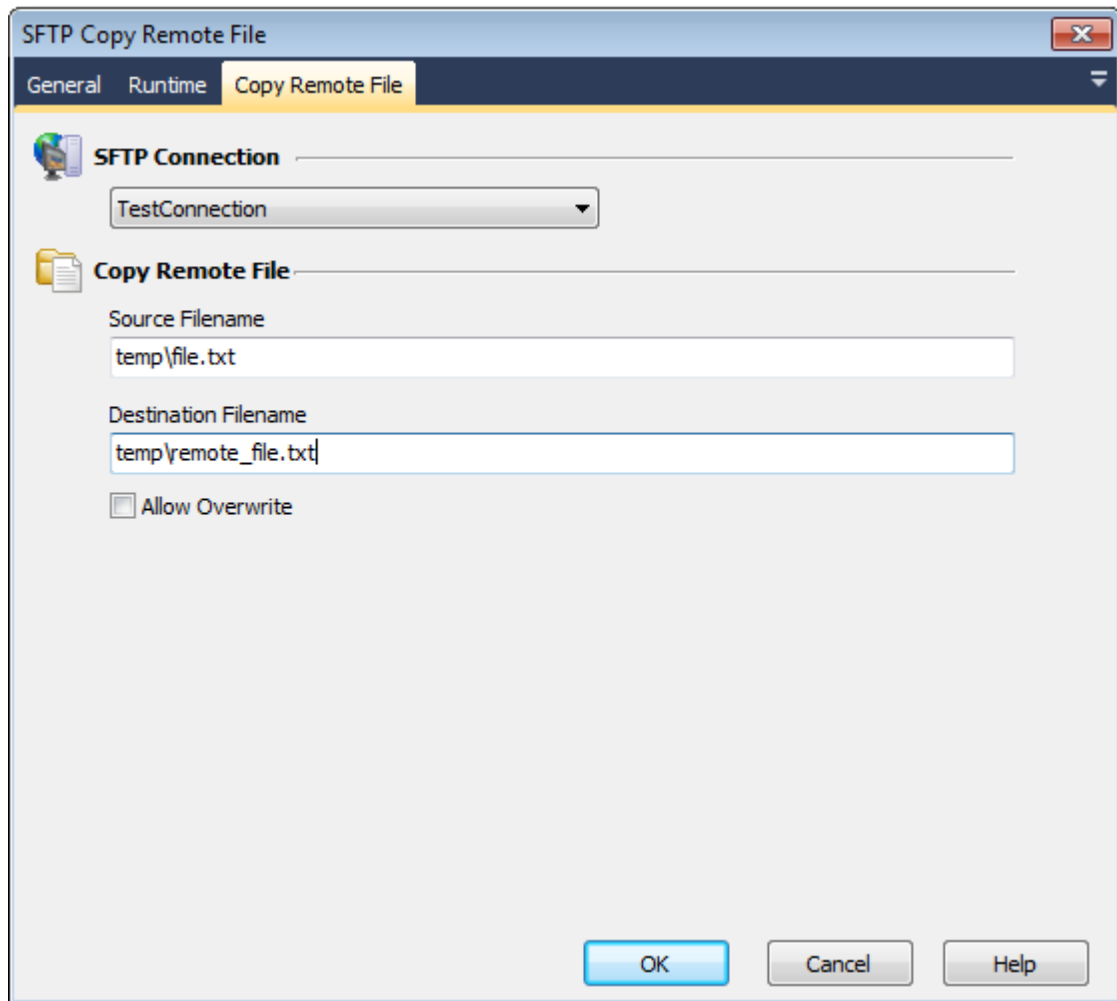 SFTP Copy Remote File
General Runtime Copy Remote File
SFTP Connection
TestConnection
Copy Remote File
Source Filename
temp\file.txt
Destination Filename
temp\remote_file.txt
Allow Overwrite
OK Cancel Help